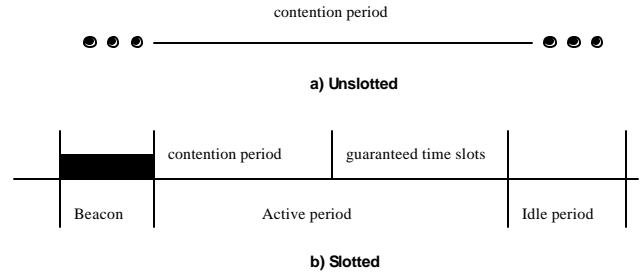 contention period
a) Unslotted
contention period
guaranteed time slots
Beacon
Active period
Idle period
b) Slotted